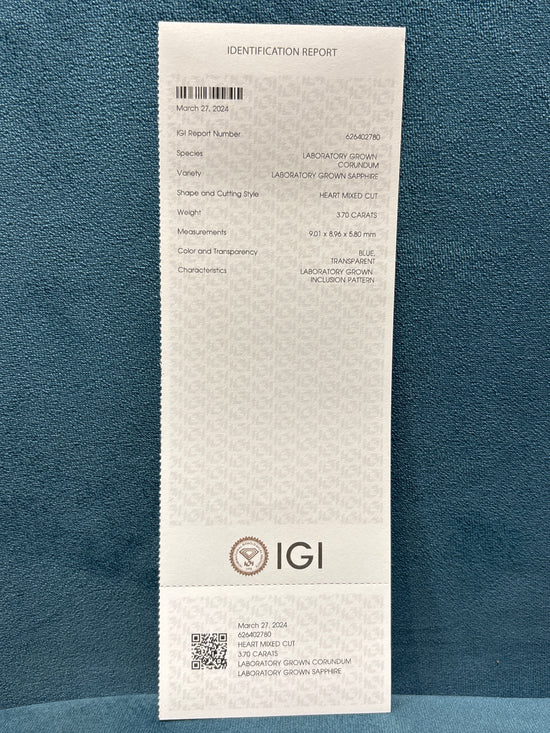 IDENTIFICATION REPORT
March 27, 2024
IGI Report Number 626402780
Species LABORATORY GROWN
CORUNDUM
Variety LABORATORY GROWN SAPPHIRE
Shape and Cutting Style HEART MIXED CUT
Weight 3.70 CARATS
Measurements 9.01 x 8.96 x 5.80 mm
Color and Transparency BLUE,
TRANSPARENT
Characteristics LABORATORY GROWN
INCLUSION PATTERN
IGI
March 27, 2024
626402780
HEART MIXED CUT
3.70 CARATS
LABORATORY GROWN CORUNDUM
LABORATORY GROWN SAPPHIRE